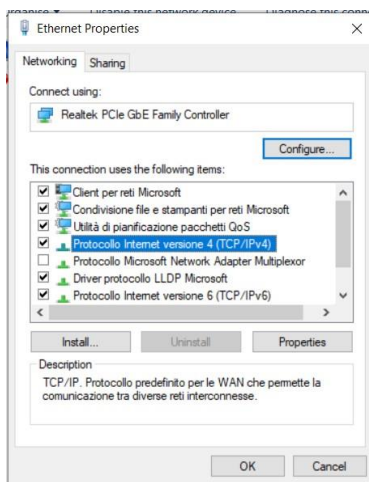 Ethernet Properties
Networking Sharing
Connect using:
Realtek PCIe GbE Family Controller
Configure...
This connection uses the following items:
Client per reti Microsoft
Condivisione file e stampanti per reti Microsoft
Utilità di pianificazione pacchetti QoS
Protocollo Internet versione 4 (TCP/IPv4)
Protocollo Microsoft Network Adapter Multiplexor
Driver protocollo LLDP Microsoft
Protocollo Internet versione 6 (TCP/IPv6)
Install... Uninstall Properties
Description
TCP/IP. Protocollo predefinito per le WAN che permette la
comunicazione tra diverse reti interconnesse.
OK Cancel